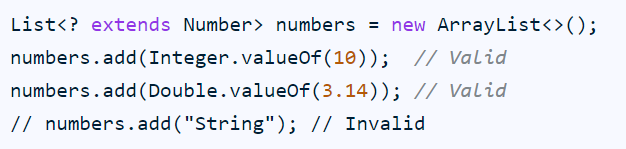 List<? extends Number> numbers = new ArrayList<>();
numbers.add(Integer.valueOf(10));  // Valid
numbers.add(Double.valueOf(3.14)); // Valid
// numbers.add("String"); // Invalid